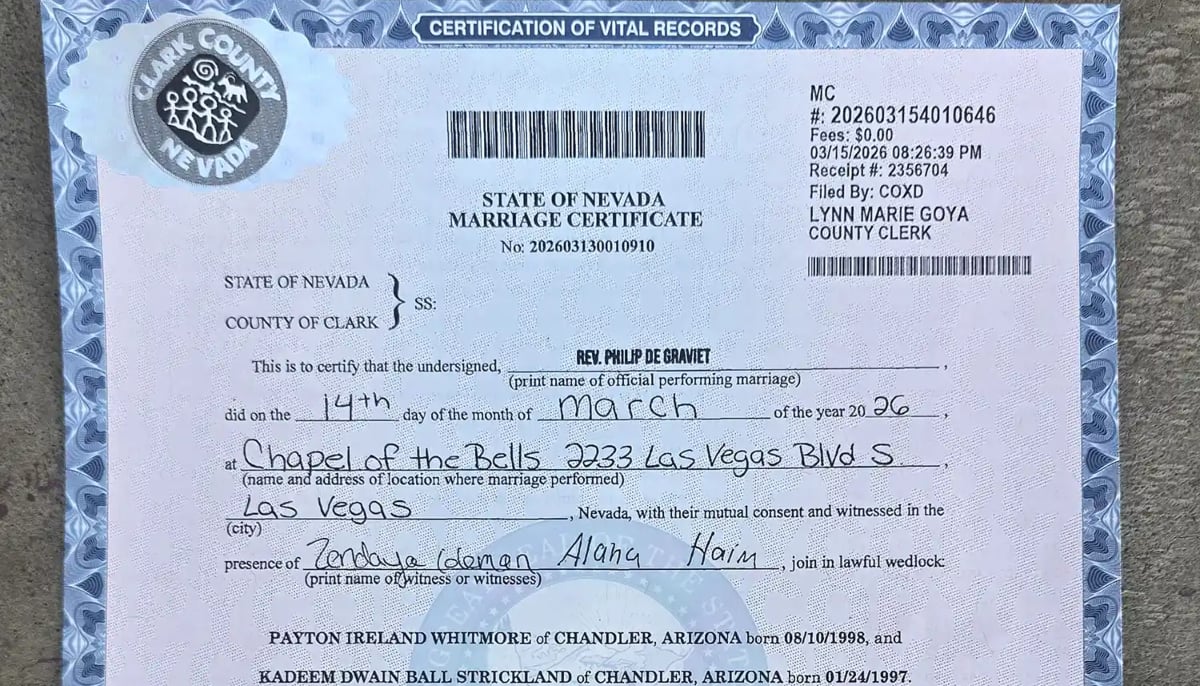 CERTIFICATION OF VITAL RECORDS
CLARK COUNTY
NEVADA
MC
#: 202603154010646
Fees: $0.00
03/15/2026 08:26:39 PM
Receipt #: 2356704
Filed By: COXD
LYNN MARIE GOYA
COUNTY CLERK
STATE OF NEVADA
MARRIAGE CERTIFICATE
No: 202603130010910
STATE OF NEVADA
COUNTY OF CLARK } SS:
This is to certify that the undersigned, REV. PHILIP DE GRAVIET,
(print name of official performing marriage)
did on the 14th day of the month of March of the year 20 26,
at Chapel of the Bells 2233 Las Vegas Blvd S.,
(name and address of location where marriage performed)
Las Vegas, Nevada, with their mutual consent and witnessed in the
(city)
presence of Zendaya Coleman Alana Haim, join in lawful wedlock:
(print name of witness or witnesses)
PAYTON IRELAND WHITMORE of CHANDLER, ARIZONA born 08/10/1998, and
KADEEM DWAIN BALL STRICKLAND of CHANDLER, ARIZONA born 01/24/1997.